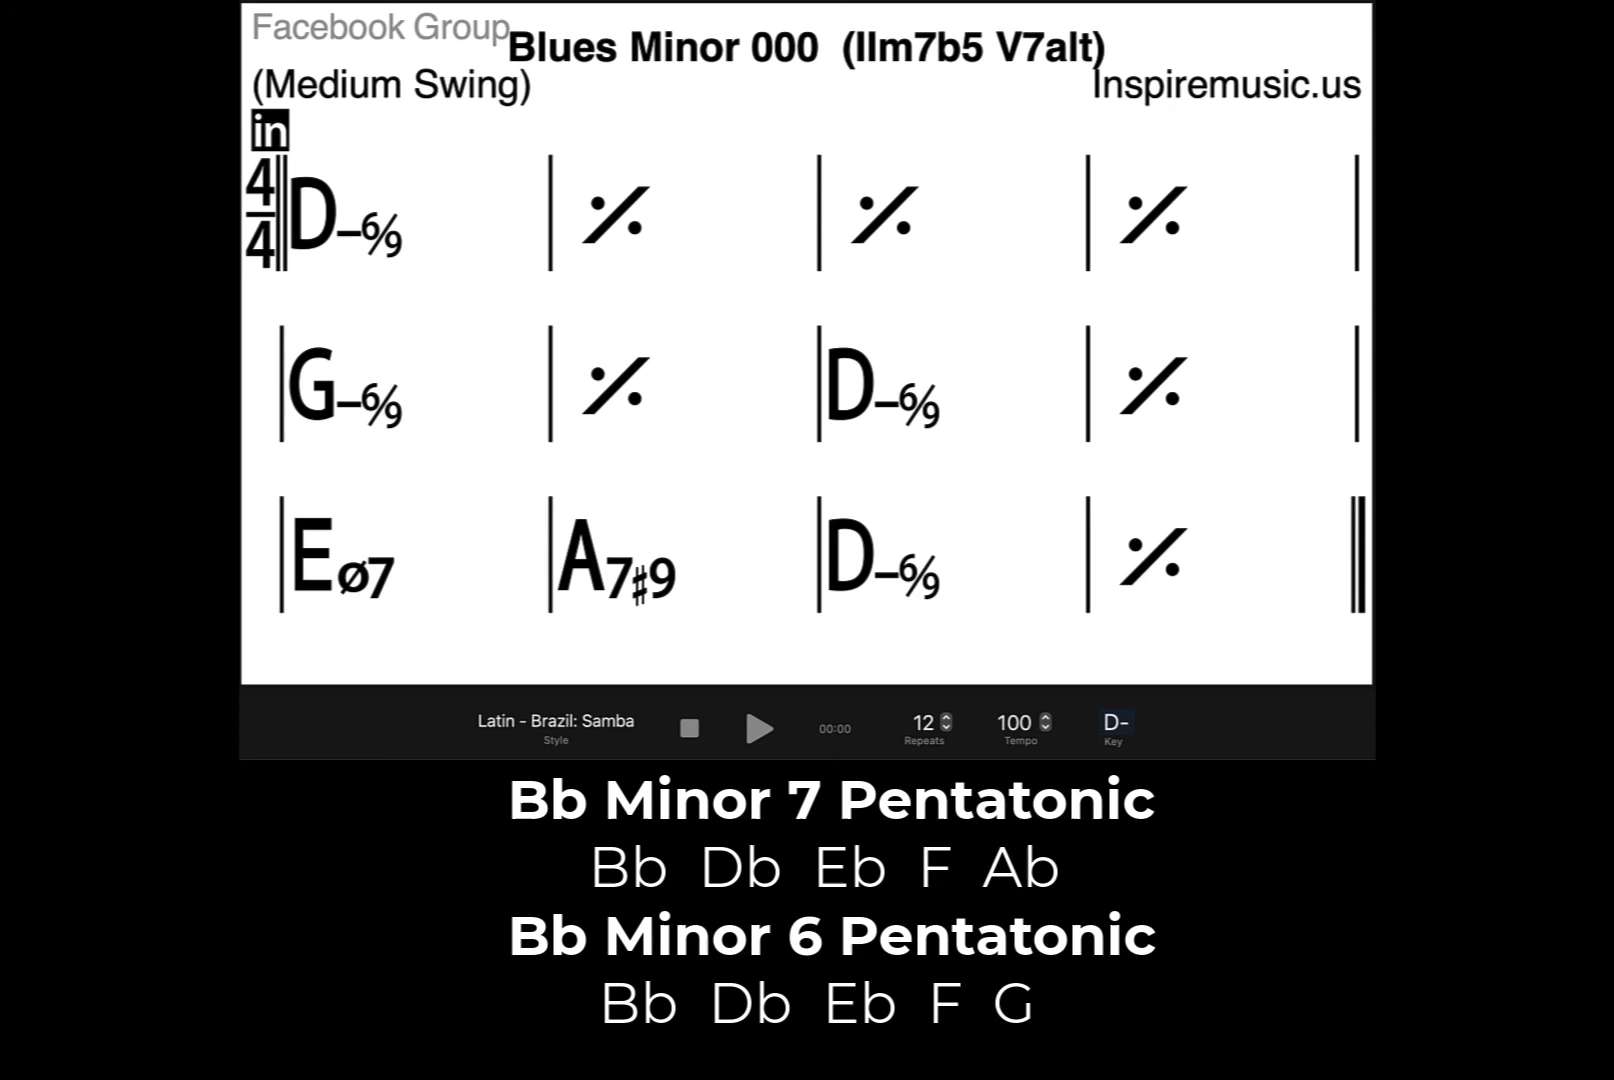 Facebook Group
Blues Minor 000 (IIm7b5 V7alt)
(Medium Swing)
Inspiremusic.us
in
4/4 D–6/9 | 𝄎 | 𝄎 | 𝄎
G–6/9 | 𝄎 | D–6/9 | 𝄎
Eø7 | A7♯9 | D–6/9 | 𝄎
Latin - Brazil: Samba 00:00 12 100 D-
Style Repeats Tempo Key
Bb Minor 7 Pentatonic
Bb Db Eb F Ab
Bb Minor 6 Pentatonic
Bb Db Eb F G